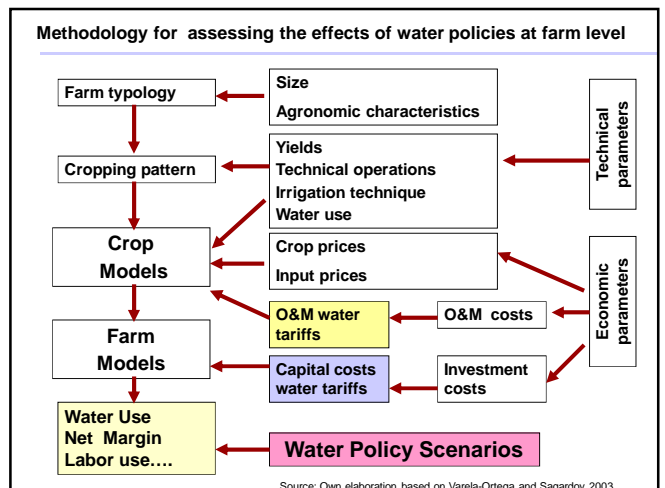 Methodology for assessing the effects of water policies at farm level
Farm typology
Size
Agronomic characteristics
Technical
parameters
Cropping pattern
Yields
Technical operations
Irrigation technique
Water use
Crop
Models
Crop prices
Input prices
Economic
parameters
O&M water
tariffs
O&M costs
Farm
Models
Capital costs
water tariffs
Investment
costs
Water Use
Net Margin
Labor use....
Water Policy Scenarios
Source: Own elaboration based on Varela-Ortega and Sagardoy, 2003